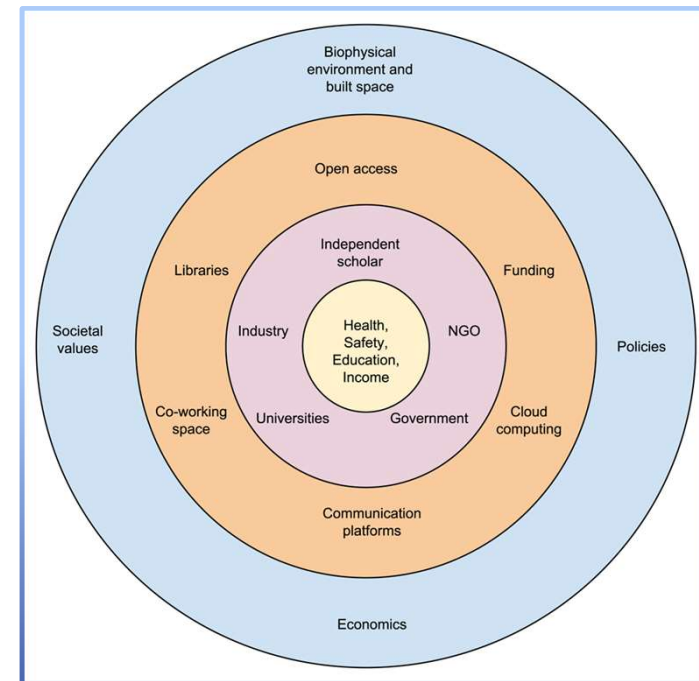 Biophysical
environment and
built space
Open access
Independent
scholar
Libraries
Funding
Industry
Health,
Safety,
Education,
Income
NGO
Societal
values
Policies
Co-working
space
Universities
Government
Cloud
computing
Communication
platforms
Economics